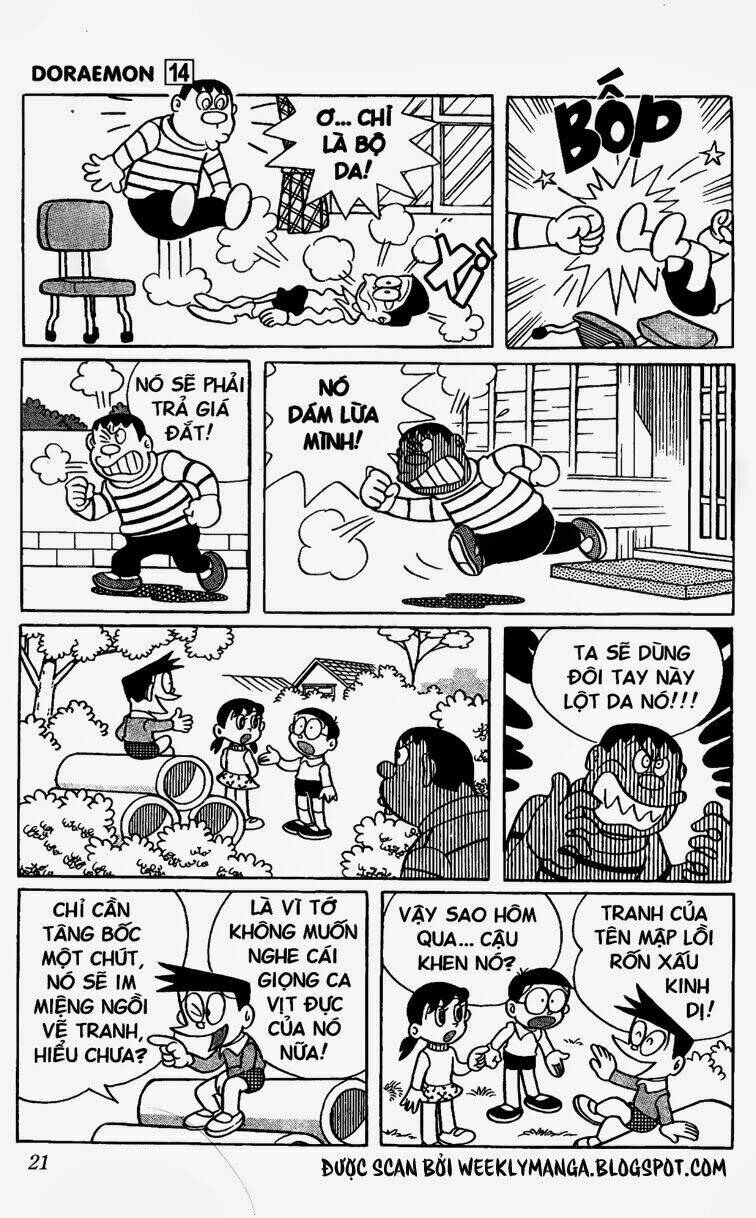 DORAEMON 14
BỐP
Ơ... CHỈ
LÀ BỘ
DA!
XÌ!
NÓ
DÁM LỪA
MÌNH!
NÓ SẼ PHẢI
TRẢ GIÁ
ĐẮT!
TA SẼ DÙNG
ĐÔI TAY NÀY
LỘT DA NÓ!!!
TRANH CỦA
TÊN MẬP LỒI
RỐN XẤU
KINH
DỊ!
VẬY SAO HÔM
QUA... CẬU
KHEN NÓ?
LÀ VÌ TỚ
KHÔNG MUỐN
NGHE CÁI
GIỌNG CA
VỊT ĐỰC
CỦA NÓ
NỮA!
CHỈ CẦN
TÂNG BỐC
MỘT CHÚT,
NÓ SẼ IM
MIỆNG NGỒI
VẼ TRANH,
HIỂU CHƯA?
21
ĐƯỢC SCAN BỞI WEEKLYMANGA.BLOGSPOT.COM